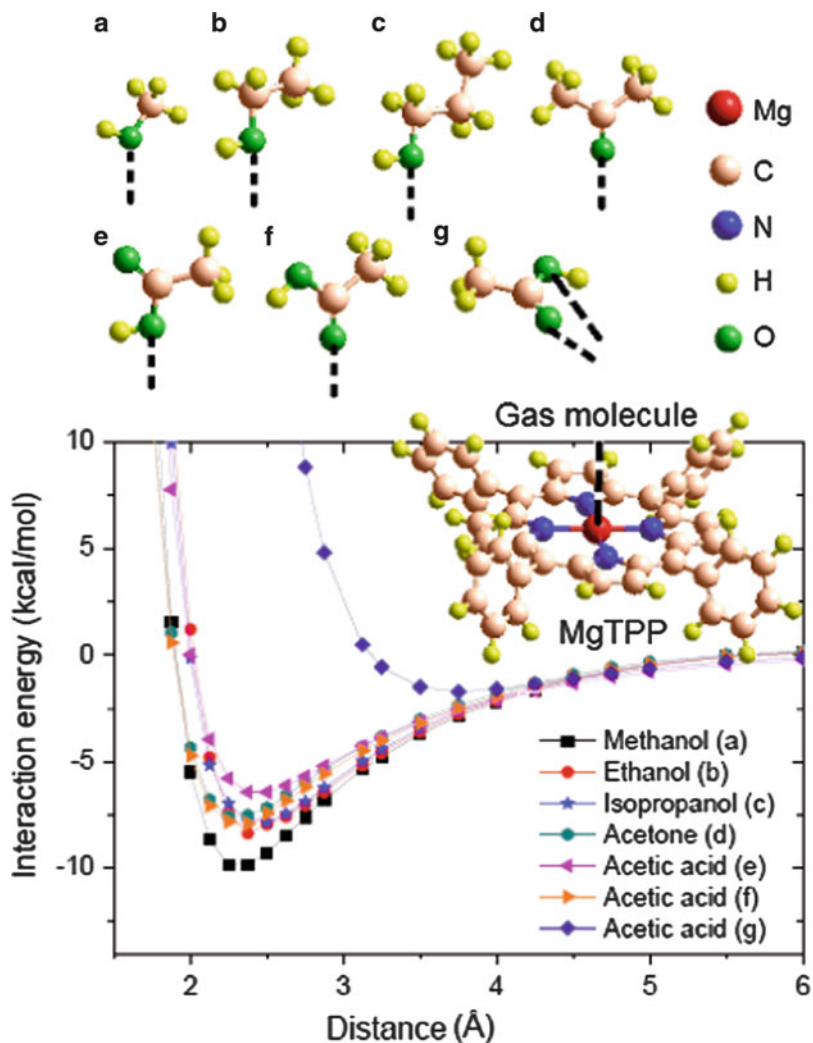 a
b
c
d
Mg
C
N
H
O
e
f
g
Gas molecule
MgTPP
10
5
0
-5
-10
Interaction energy (kcal/mol)
Methanol (a)
Ethanol (b)
Isopropanol (c)
Acetone (d)
Acetic acid (e)
Acetic acid (f)
Acetic acid (g)
2
3
4
5
6
Distance (Å)